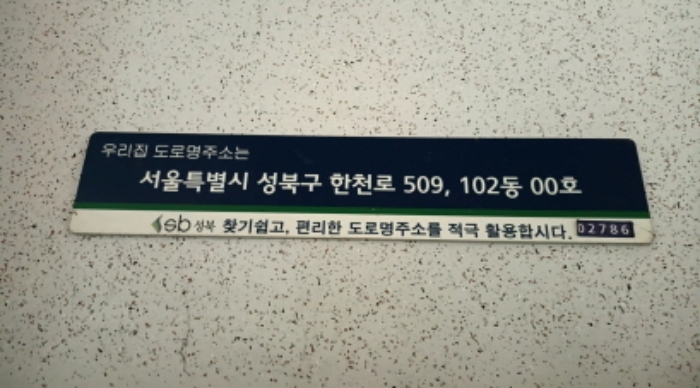 우리집 도로명주소는
서울특별시 성북구 한천로 509, 102동 00호
sb 성북 찾기쉽고, 편리한 도로명주소를 적극 활용합시다. 02786